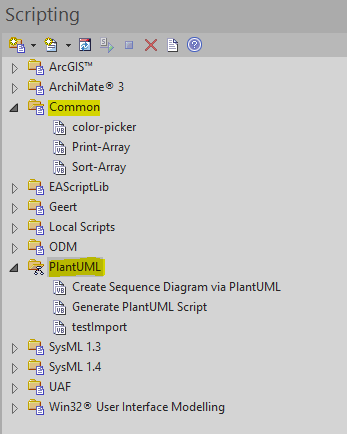 Scripting
ArcGIS™
ArchiMate® 3
Common
color-picker
Print-Array
Sort-Array
EAScriptLib
Geert
Local Scripts
ODM
PlantUML
Create Sequence Diagram via PlantUML
Generate PlantUML Script
testImport
SysML 1.3
SysML 1.4
UAF
Win32® User Interface Modelling